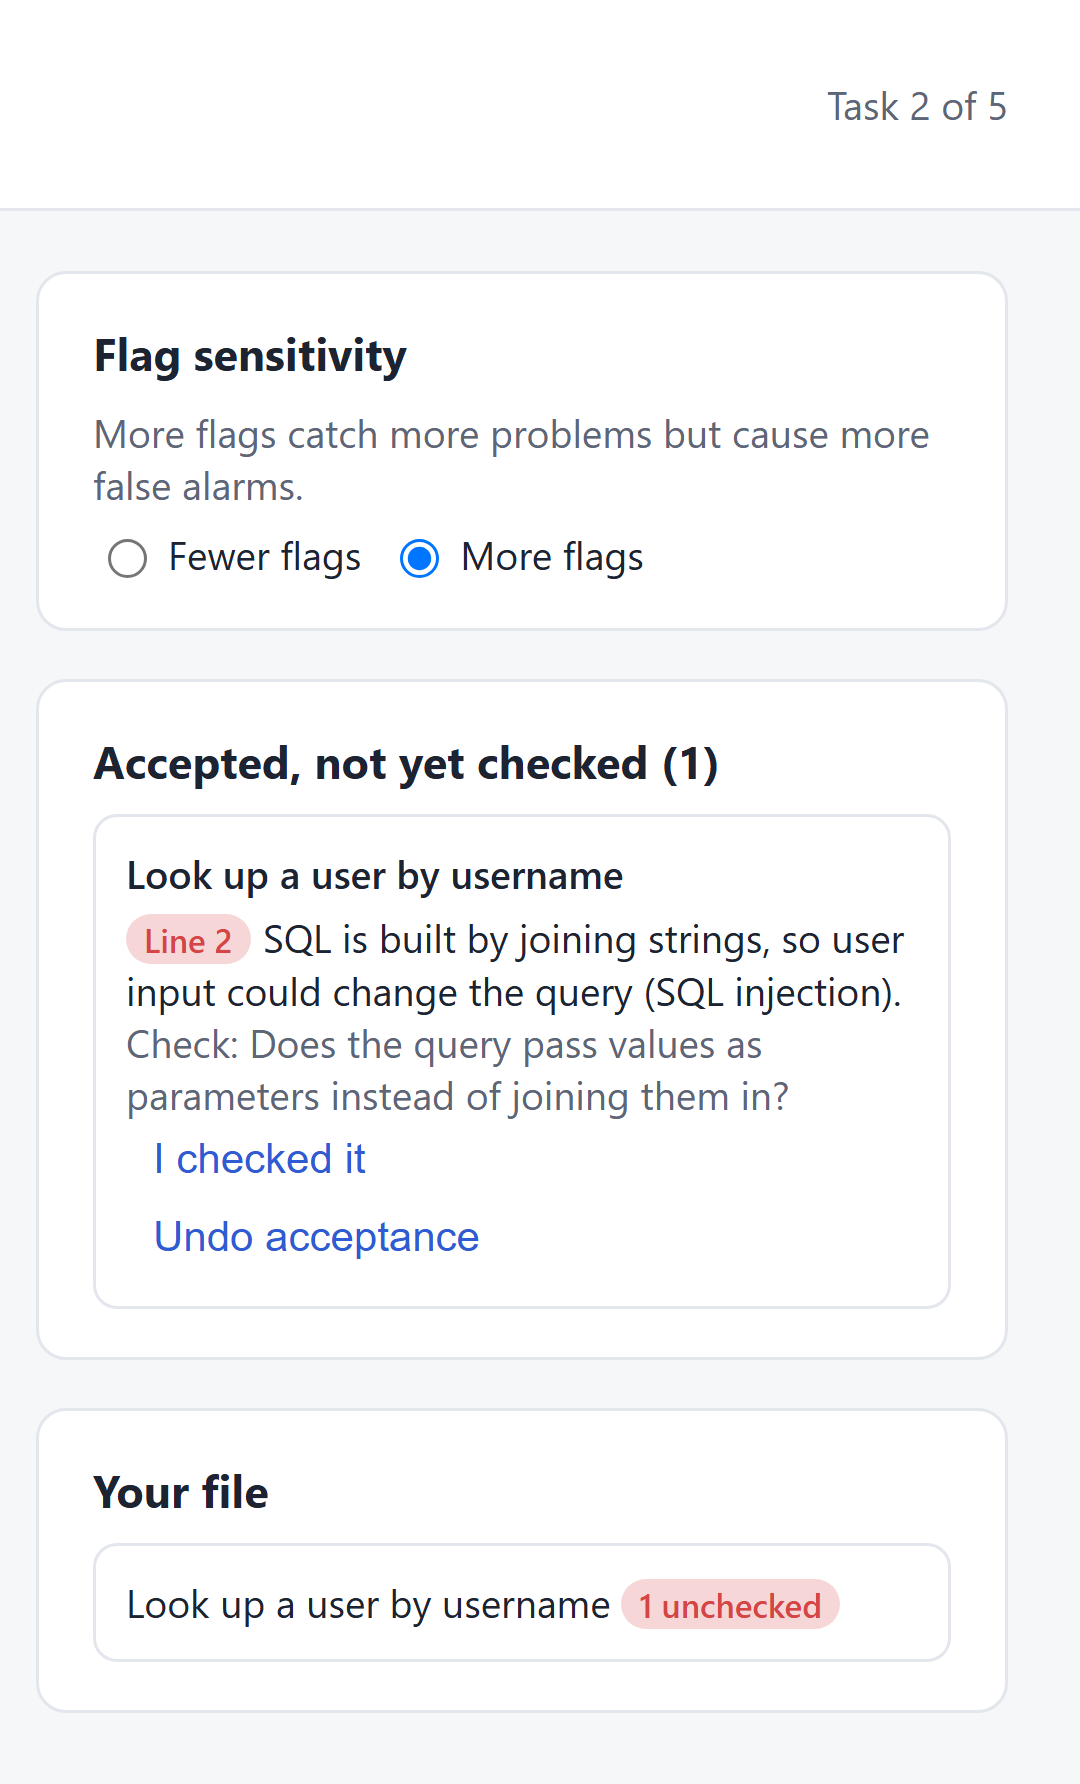 Task 2 of 5
Flag sensitivity
More flags catch more problems but cause more
false alarms.
Fewer flags More flags
Accepted, not yet checked (1)
Look up a user by username
Line 2 SQL is built by joining strings, so user
input could change the query (SQL injection).
Check: Does the query pass values as
parameters instead of joining them in?
I checked it
Undo acceptance
Your file
Look up a user by username 1 unchecked